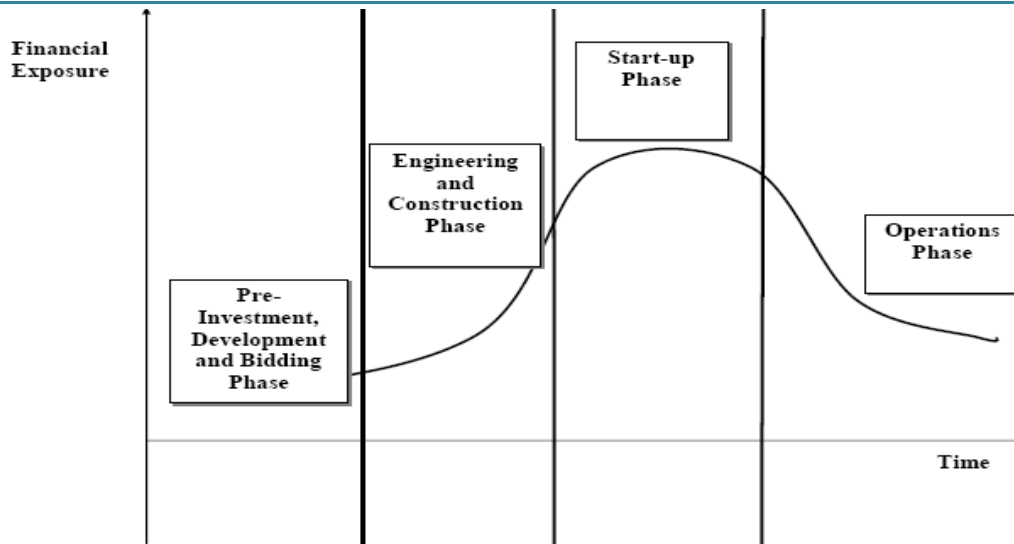 Financial
Exposure
Start-up
Phase
Engineering
and
Construction
Phase
Operations
Phase
Pre-
Investment,
Development
and Bidding
Phase
Time